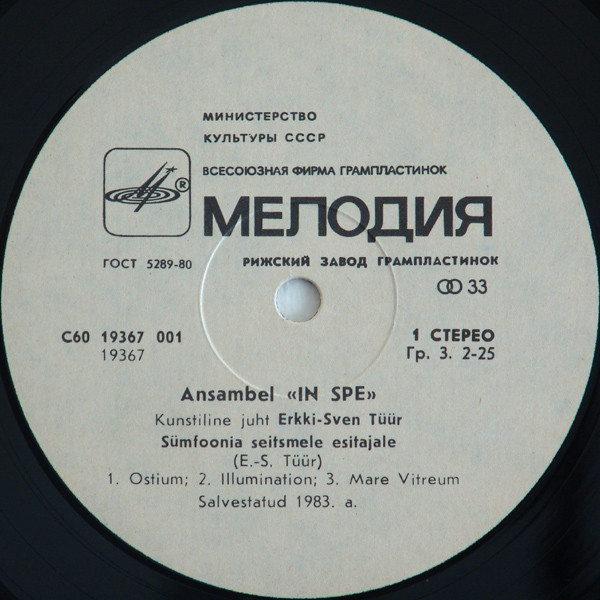 МИНИСТЕРСТВО
КУЛЬТУРЫ СССР
ВСЕСОЮЗНАЯ ФИРМА ГРАМПЛАСТИНОК
®
МЕЛОДИЯ
ГОСТ 5289-80
РИЖСКИЙ ЗАВОД ГРАМПЛАСТИНОК
33
С60 19367 001
19367
1 СТЕРЕО
Гр. 3. 2-25
Ansambel «IN SPE»
Kunstiline juht Erkki-Sven Tüür
Sümfoonia seitsmele esitajale
(E.-S. Tüür)
1. Ostium; 2. Illumination; 3. Mare Vitreum
Salvestatud 1983. a.